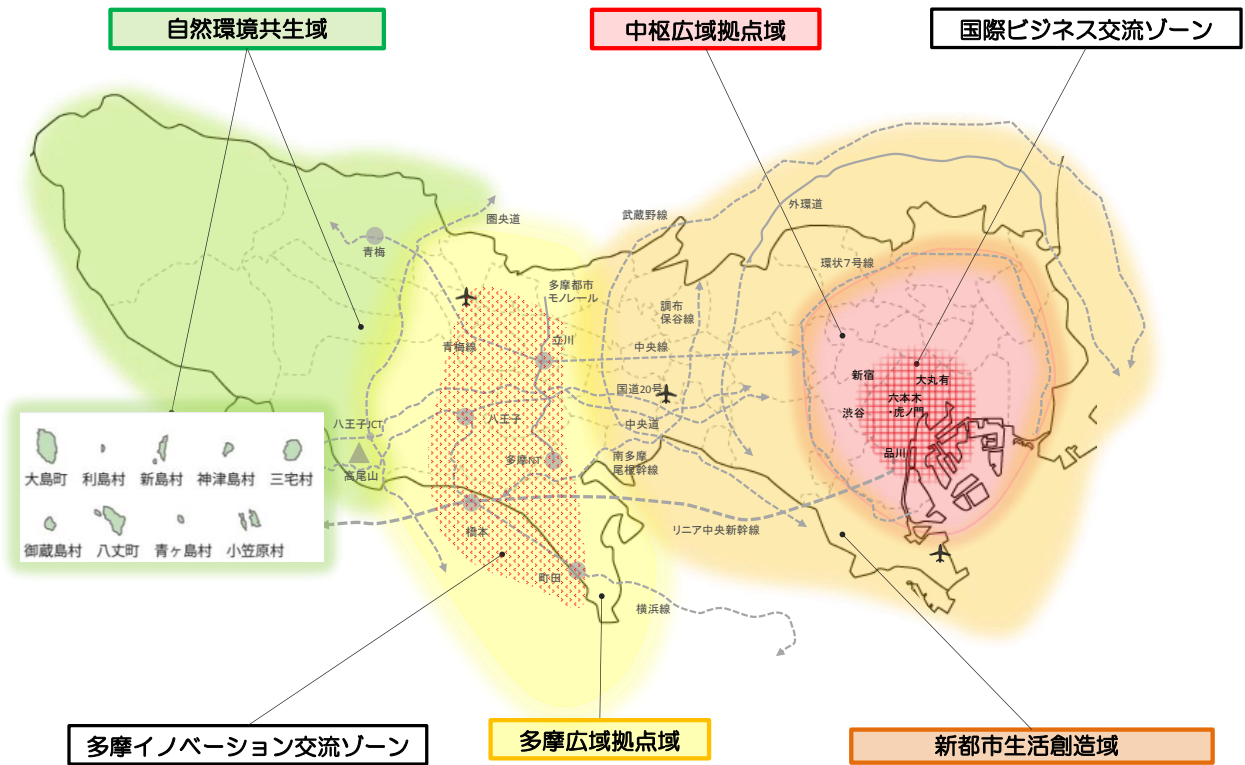 自然環境共生域
中枢広域拠点域
国際ビジネス交流ゾーン
圏央道
武蔵野線
外環道
青梅
環状7号線
多摩都市
モノレール
調布
保谷線
青梅線
立川
中央線
新宿
大丸有
国道20号
六本木
・虎ノ門
渋谷
八王子JCT
八王子
中央道
高尾山
多摩NT
南多摩
尾根幹線
品川
大島町
利島村
新島村
神津島村
三宅村
御蔵島村
八丈町
青ヶ島村
小笠原村
橋本
リニア中央新幹線
町田
横浜線
多摩イノベーション交流ゾーン
多摩広域拠点域
新都市生活創造域